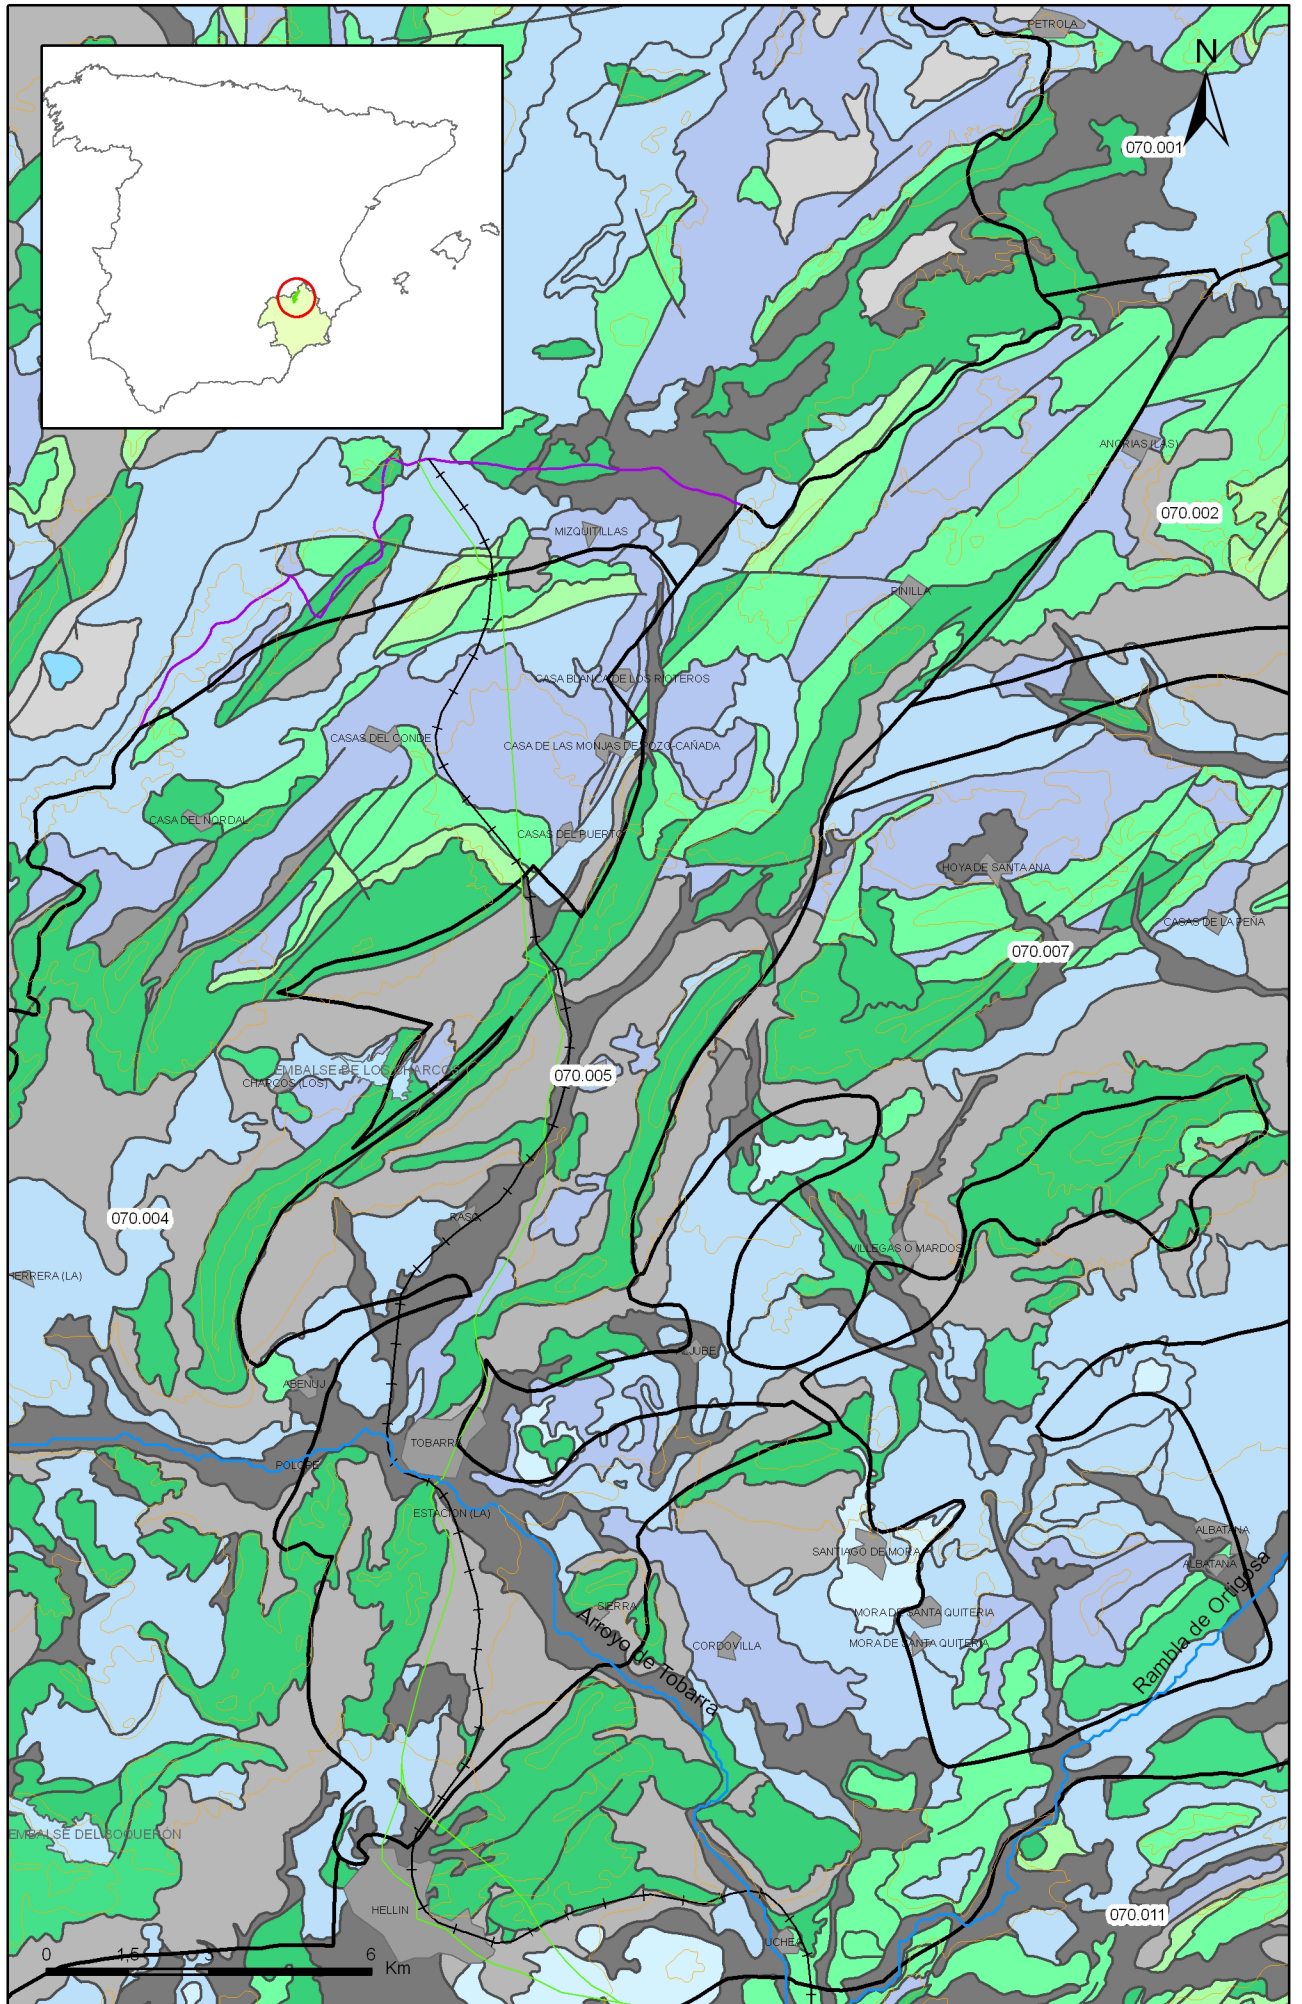 PETROLA
N
070.001
ANORIAS (LAS)
070.002
MIZQUITILLAS
PINILLA
CASA BLANCA DE LOS RIOTEROS
CASAS DEL CONDE
CASA DE LAS MONJAS DE POZO-CAÑADA
CASA DEL NORDAL
CASAS DEL PUERTO
HOYA DE SANTA ANA
CASAS DE LA PEÑA
070.007
EMBALSE DE LOS CHARCOS
CHARCOS (LOS)
070.005
070.004
RASO
VILLEGAS O MARDOS
HERRERA (LA)
ALJUBE
ABENUJ
TOBARRA
POLOPE
ESTACION (LA)
ALBATANA
SANTIAGO DE MORA
ALBATANA
SIERRA
MORA DE SANTA QUITERIA
CORDOVILLA
MORA DE SANTA QUITERIA
Arroyo de Tobarra
Rambla de Ortigosa
EMBALSE DEL BOQUERÓN
HELLIN
070.011
UCHEA
0 1,5 3 6
Km